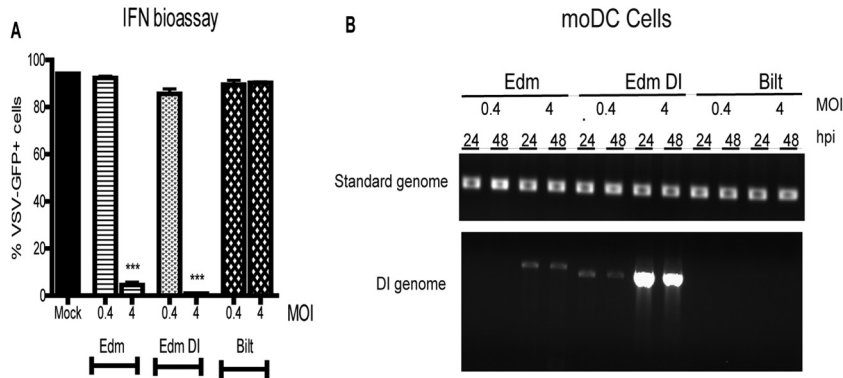 A
IFN bioassay
% VSV-GFP+ cells
100
80
60
40
20
0
*** ***
Mock 0.4 4 0.4 4 0.4 4 MOI
Edm Edm DI Bilt
B
moDC Cells
Edm Edm DI Bilt
0.4 4 0.4 4 0.4 4 MOI
24 48 24 48 24 48 24 48 24 48 24 48 hpi
Standard genome
DI genome